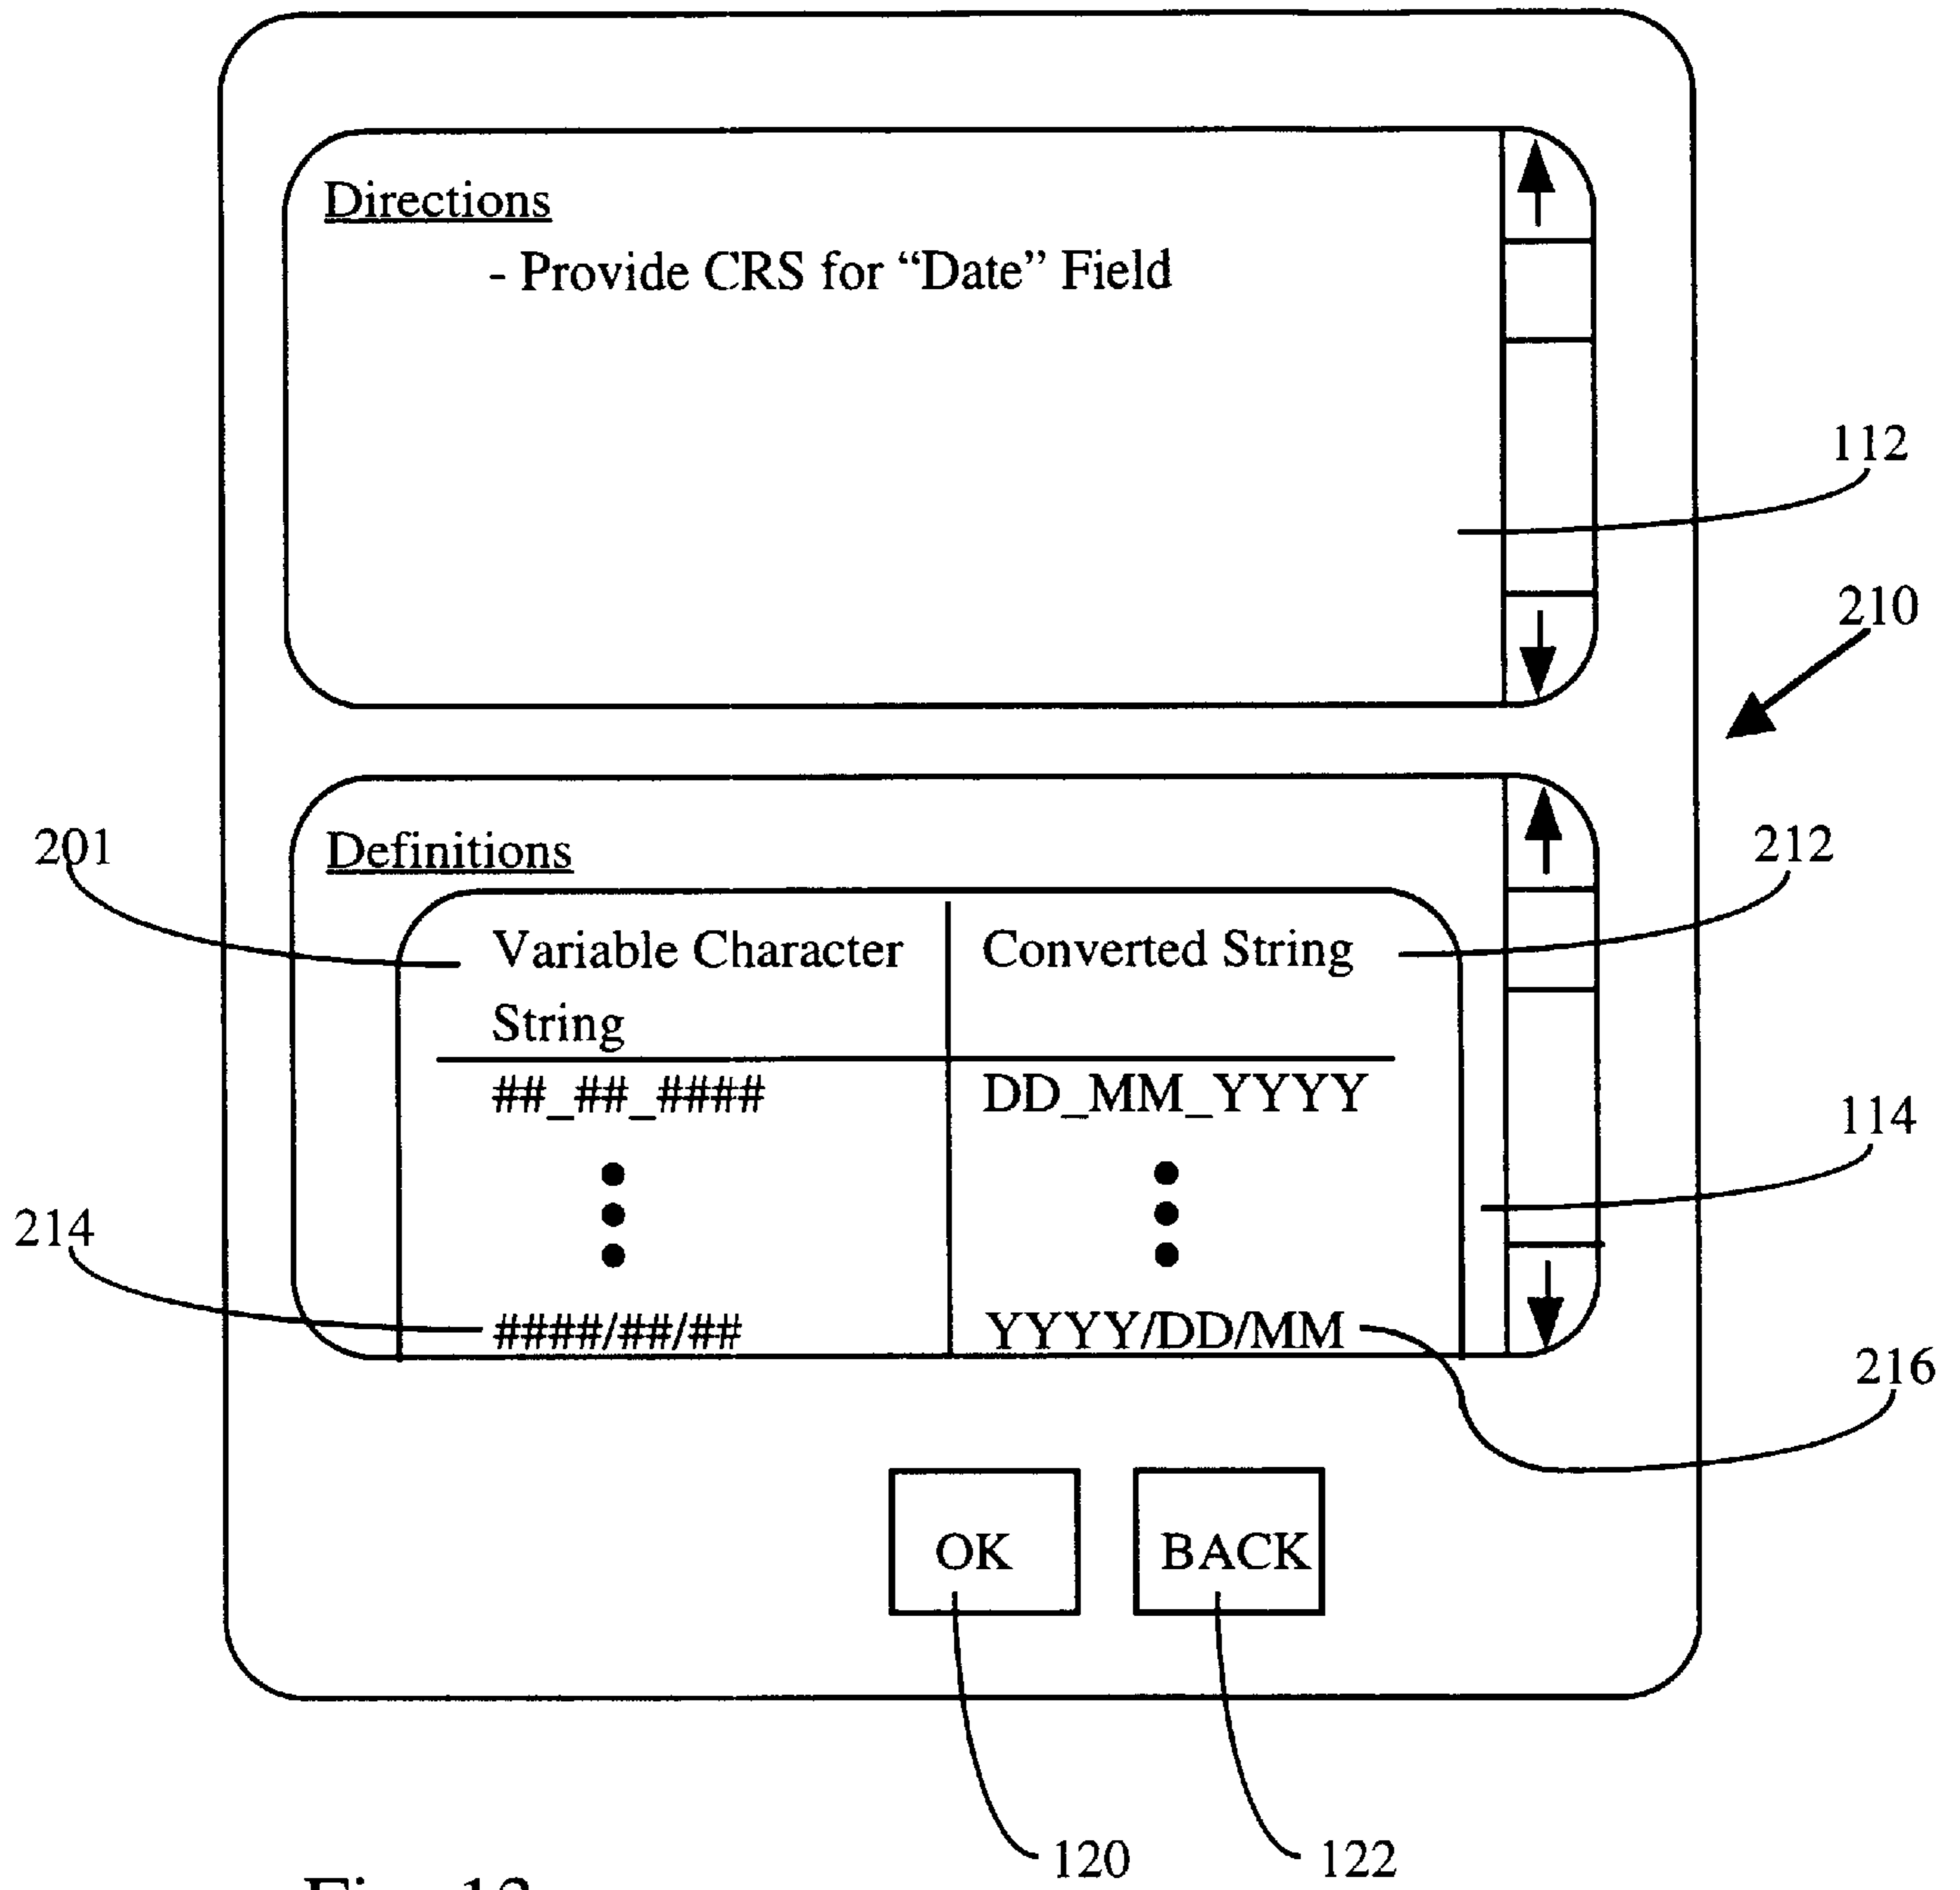 Directions
- Provide CRS for “Date” Field
112
210
Definitions
201
212
Variable Character
String
Converted String
##_##_####
DD_MM_YYYY
114
214
####/##/##
YYYY/DD/MM
216
OK
BACK
120
122